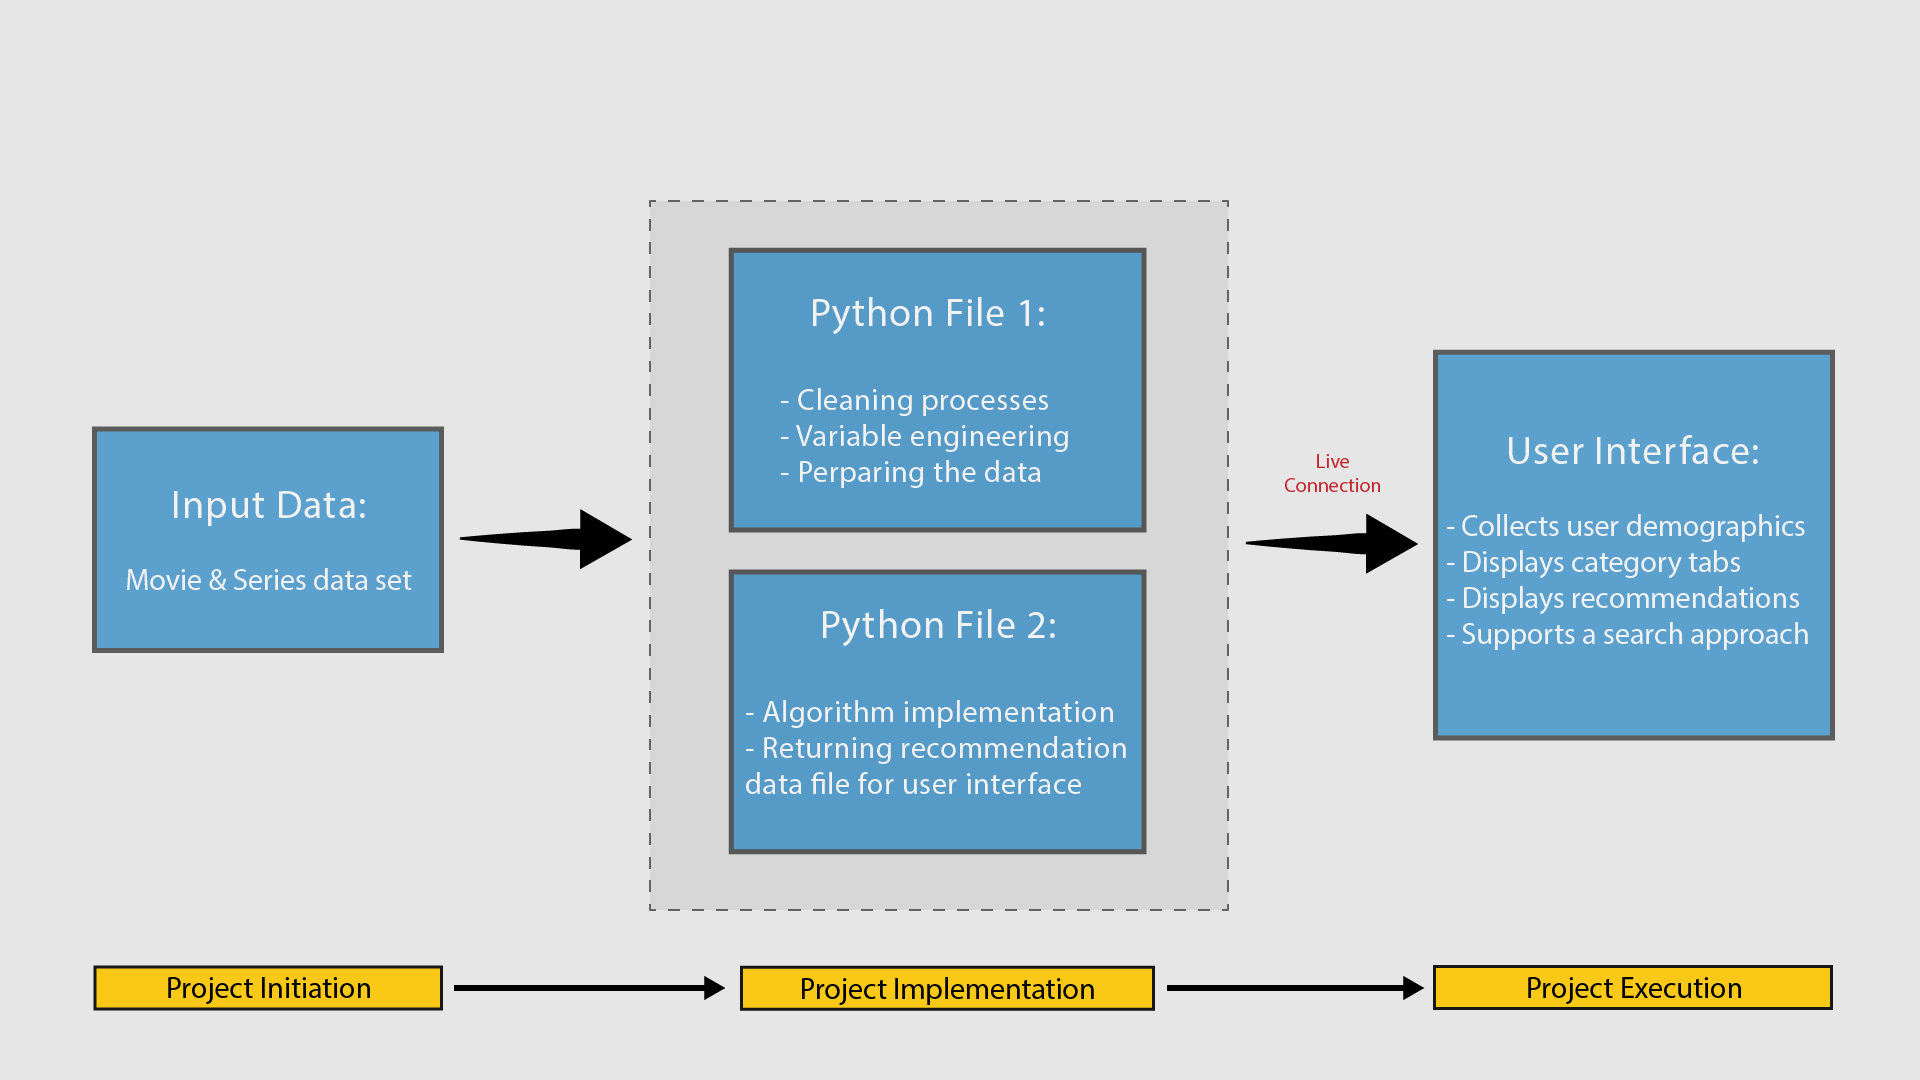 Input Data:
Movie & Series data set
Python File 1:
- Cleaning processes
- Variable engineering
- Perparing the data
Python File 2:
- Algorithm implementation
- Returning recommendation
data file for user interface
Live
Connection
User Interface:
- Collects user demographics
- Displays category tabs
- Displays recommendations
- Supports a search approach
Project Initiation
Project Implementation
Project Execution